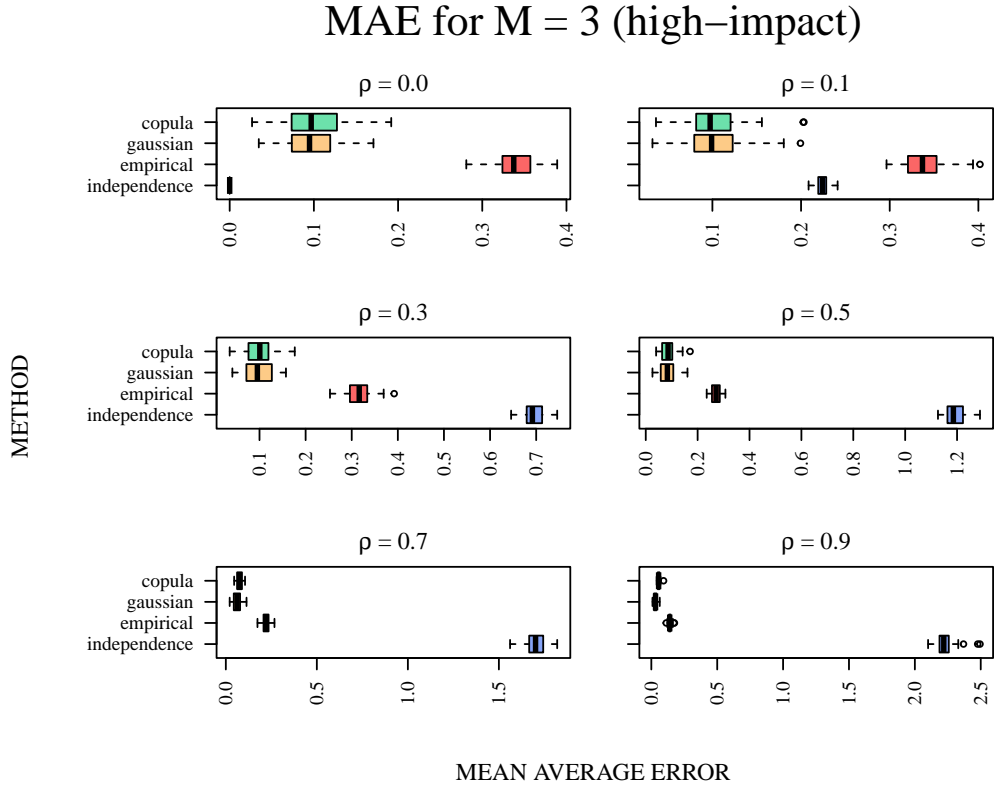 MAE for M = 3 (high−impact)
ρ = 0.0
copula
gaussian
empirical
independence
0.0
0.1
0.2
0.3
0.4
ρ = 0.1
0.1
0.2
0.3
0.4
ρ = 0.3
copula
gaussian
empirical
independence
0.1
0.2
0.3
0.4
0.5
0.6
0.7
ρ = 0.5
0.0
0.2
0.4
0.6
0.8
1.0
1.2
METHOD
ρ = 0.7
copula
gaussian
empirical
independence
0.0
0.5
1.0
1.5
ρ = 0.9
0.0
0.5
1.0
1.5
2.0
2.5
MEAN AVERAGE ERROR